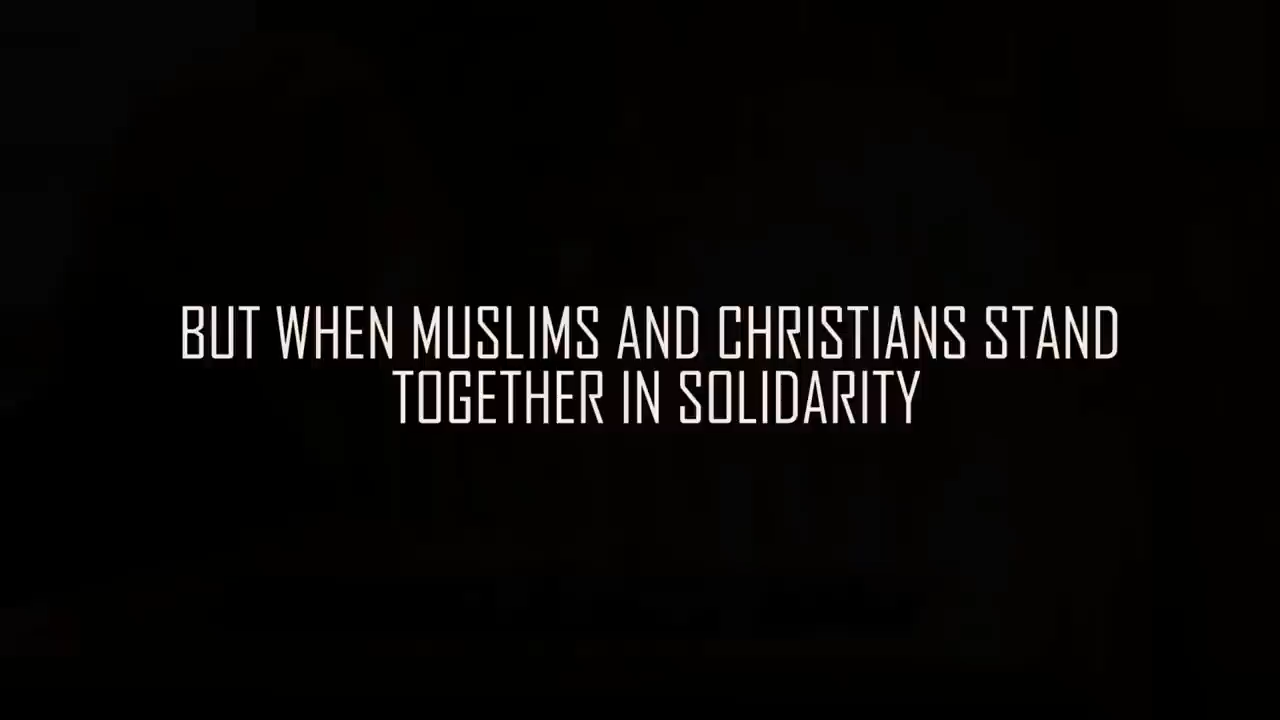 BUT WHEN MUSLIMS AND CHRISTIANS STAND
TOGETHER IN SOLIDARITY